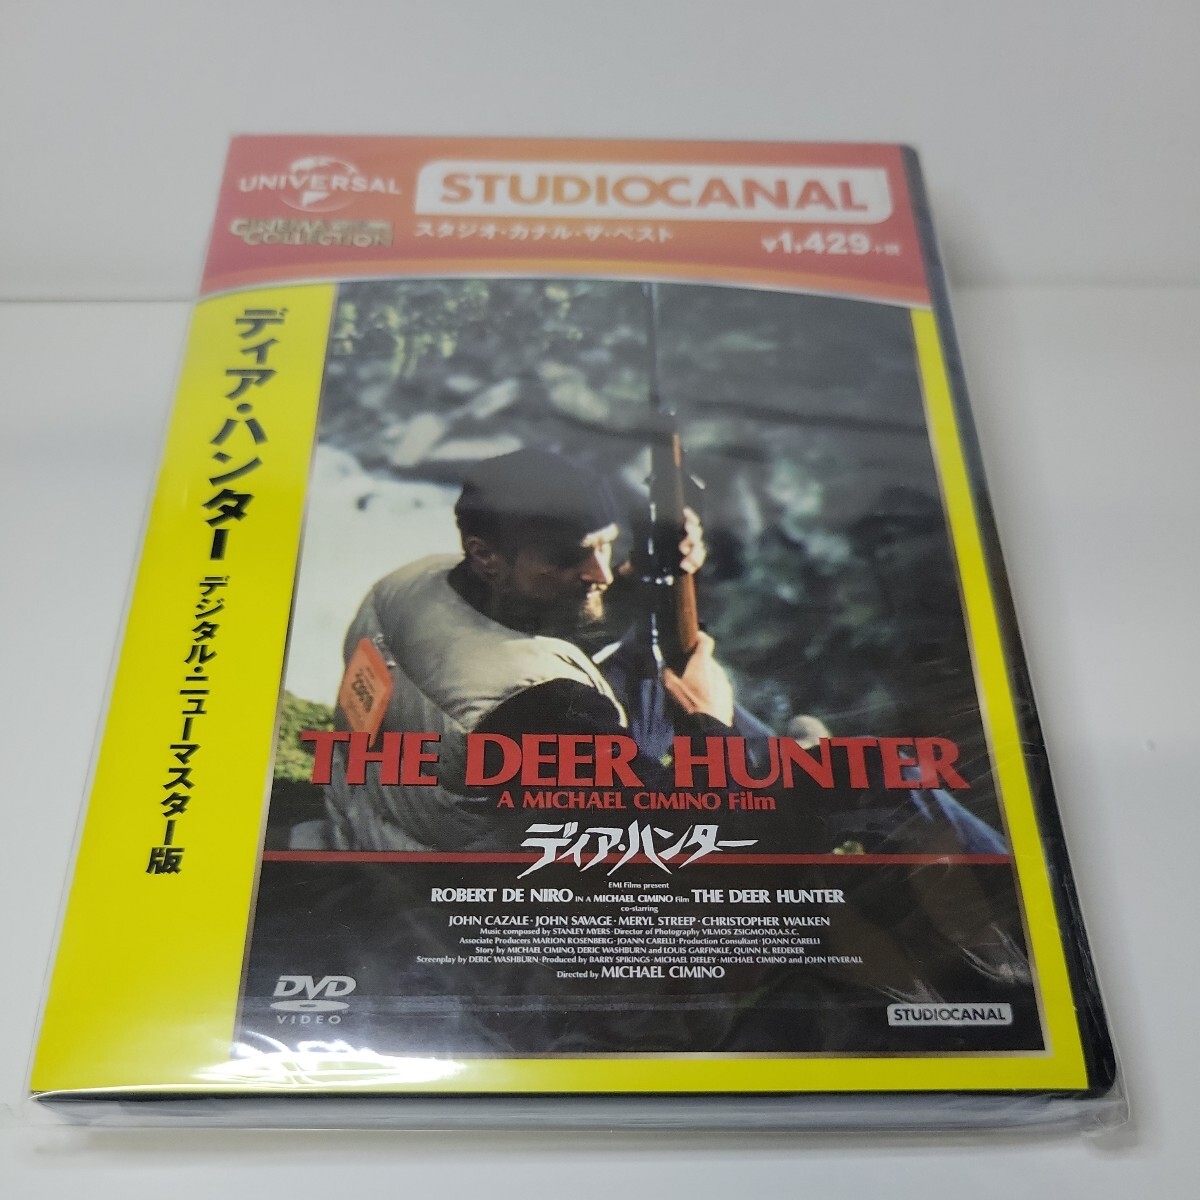 UNIVERSAL
CINEMA COLLECTION
STUDIOCANAL
スタジオ・カナル・ザ・ベスト
¥1,429+税
ディア・ハンター デジタル・ニューマスター版
THE DEER HUNTER
A MICHAEL CIMINO Film
ディア・ハンター
EMI Films present
ROBERT DE NIRO IN A MICHAEL CIMINO Film THE DEER HUNTER
co-starring
JOHN CAZALE・JOHN SAVAGE・MERYL STREEP・CHRISTOPHER WALKEN
Music composed by STANLEY MYERS・Director of Photography VILMOS ZSIGMOND,A.S.C.
Associate Producers MARION ROSENBERG・JOANN CARELLI・Production Consultant・JOANN CARELLI
Story by MICHAEL CIMINO, DERIC WASHBURN and LOUIS GARFINKLE, QUINN K. REDEKER
Screenplay by DERIC WASHBURN・Produced by BARRY SPIKINGS・MICHAEL DEELEY・MICHAEL CIMINO and JOHN PEVERALL
Directed by MICHAEL CIMINO
DVD
VIDEO
STUDIOCANAL